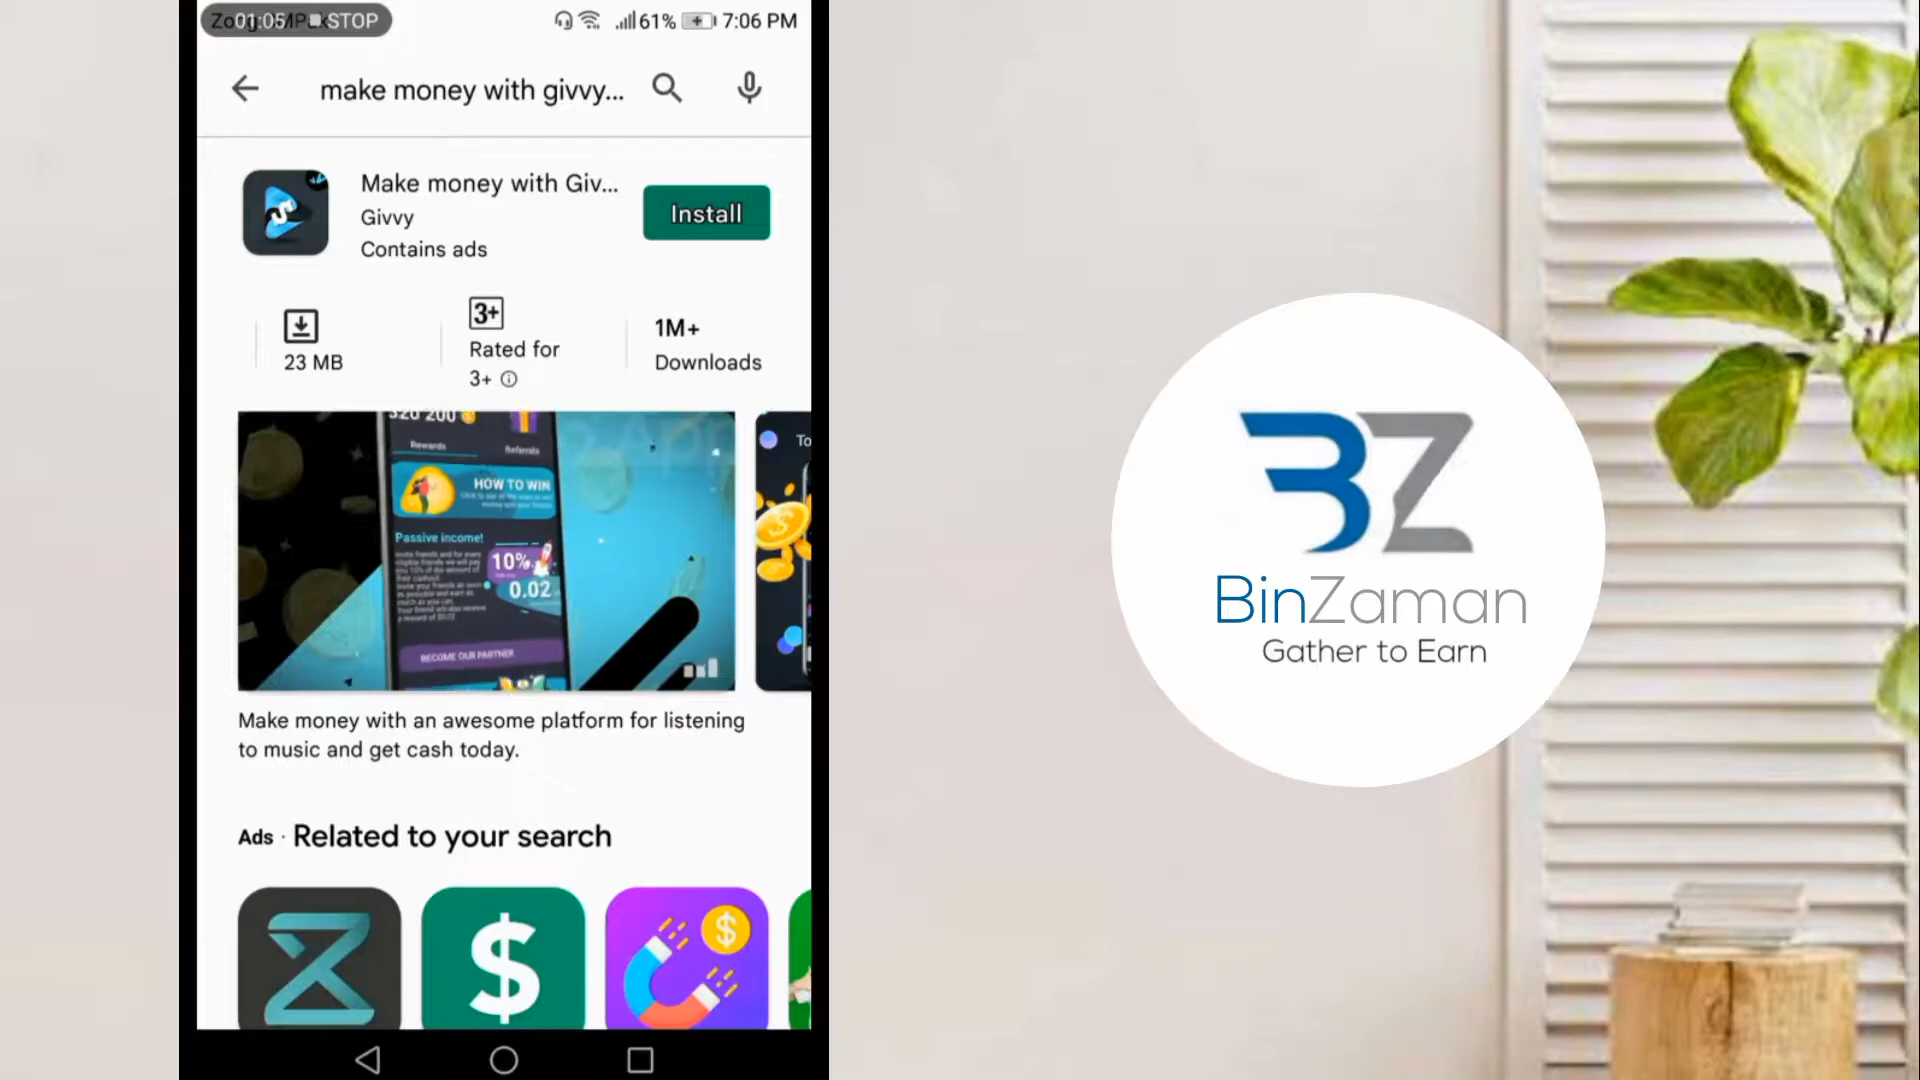 01:05 STOP
61% 7:06 PM
make money with givvy...
Make money with Giv...
Givvy
Contains ads
Install
23 MB
3+
Rated for
3+
1M+
Downloads
320 200
Rewards
Referrals
HOW TO WIN
Passive income!
10%
0.02
BECOME OUR PARTNER
To
Make money with an awesome platform for listening
to music and get cash today.
Ads · Related to your search
BZ
BinZaman
Gather to Earn